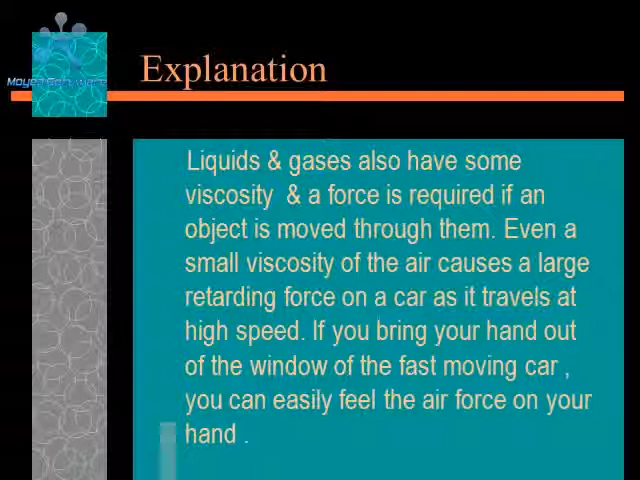 Moyea Software
Explanation
Liquids & gases also have some
viscosity & a force is required if an
object is moved through them. Even a
small viscosity of the air causes a large
retarding force on a car as it travels at
high speed. If you bring your hand out
of the window of the fast moving car ,
you can easily feel the air force on your
hand .